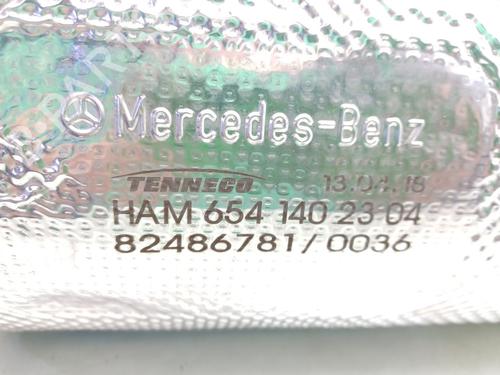 Mercedes-Benz
TENNECO 13.04.18
HAM 654 140 23 04
82486781/0036